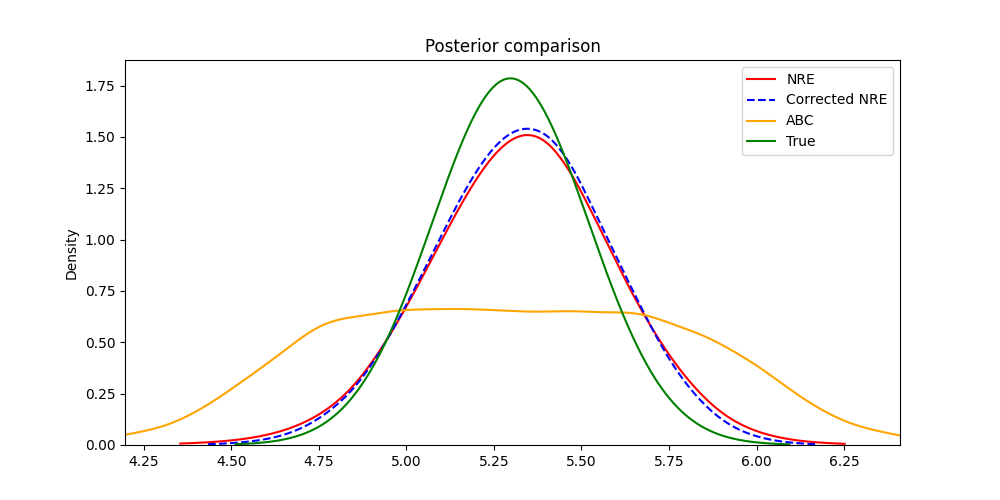 Posterior comparison
NRE
Corrected NRE
ABC
True
Density
1.75
1.50
1.25
1.00
0.75
0.50
0.25
0.00
4.25 4.50 4.75 5.00 5.25 5.50 5.75 6.00 6.25